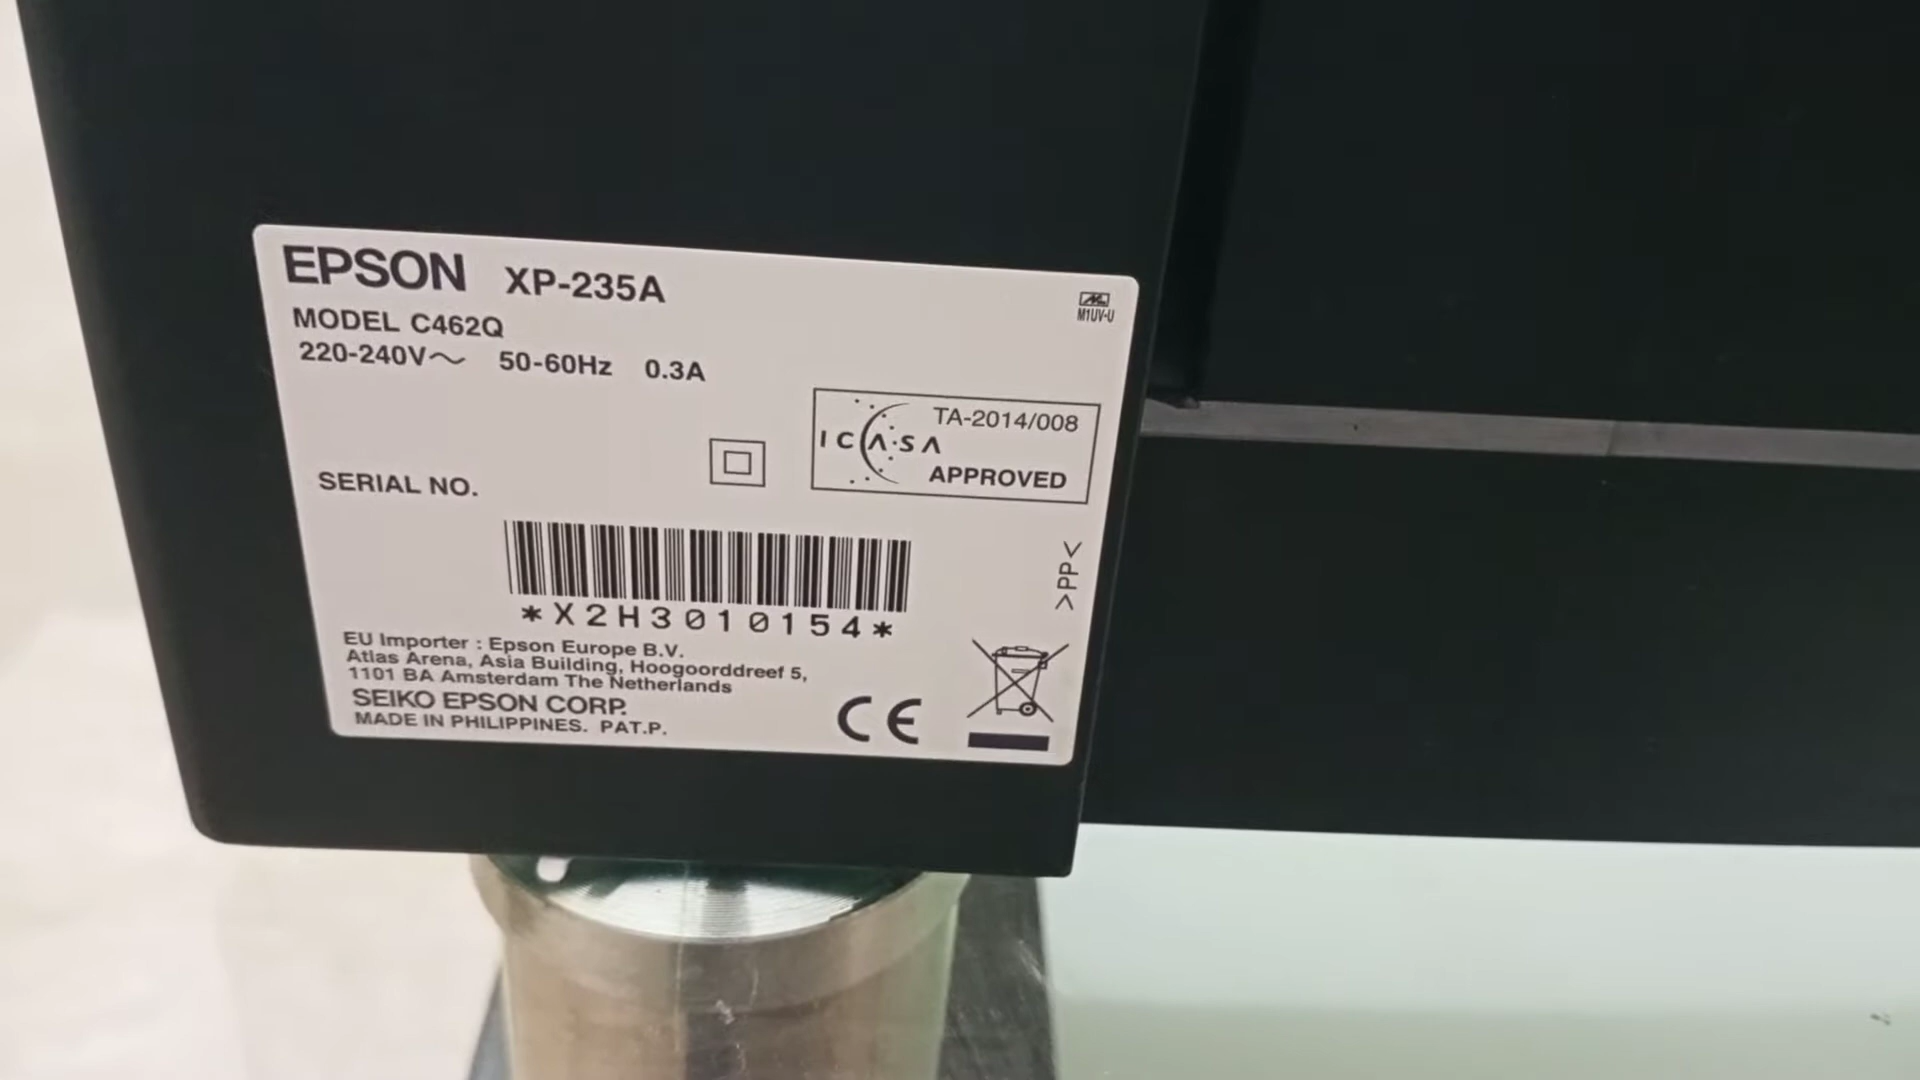 EPSON XP-235A
M1UV-U
MODEL C462Q
220-240V~ 50-60Hz 0.3A
TA-2014/008
ICASA
APPROVED
SERIAL NO.
>PP<
*X2H3010154*
EU Importer : Epson Europe B.V.
Atlas Arena, Asia Building, Hoogoorddreef 5,
1101 BA Amsterdam The Netherlands
SEIKO EPSON CORP.
MADE IN PHILIPPINES. PAT.P.
CE